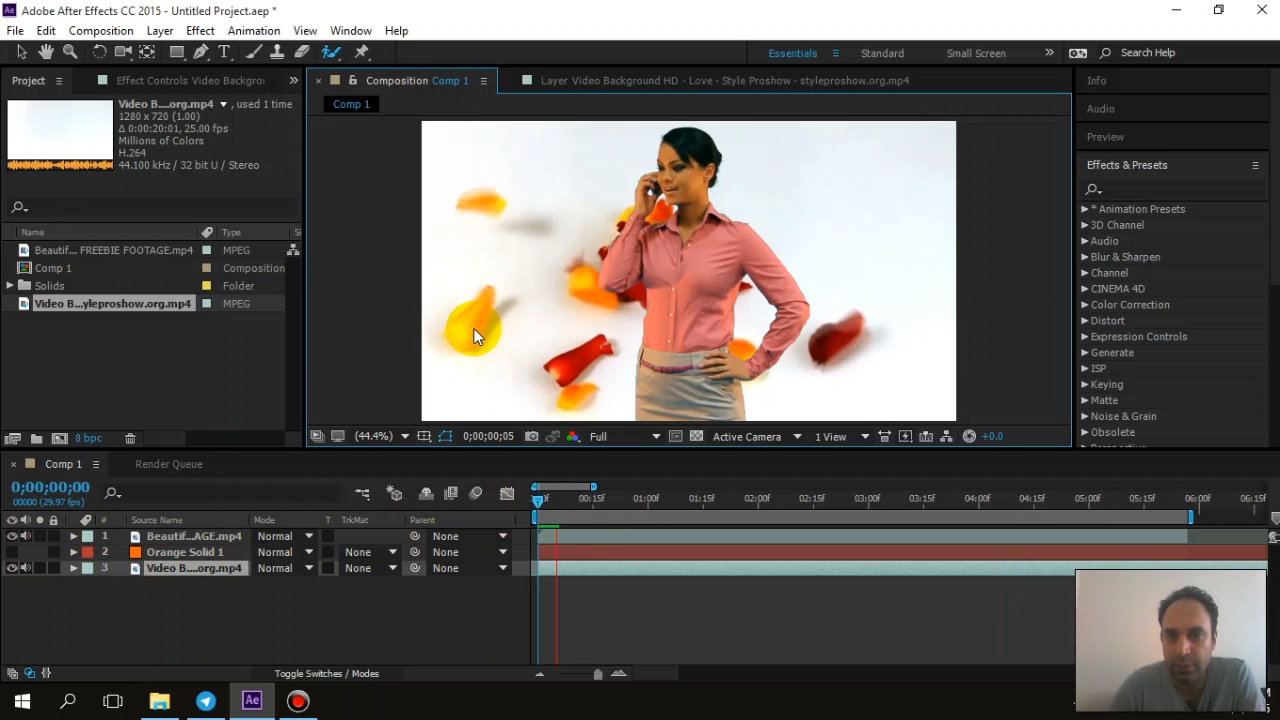 Adobe After Effects CC 2015 - Untitled Project.aep *
File Edit Composition Layer Effect Animation View Window Help
Essentials Standard Small Screen Search Help
Project Effect Controls Video Backgrou
Composition Comp 1
Layer Video Background HD - Love - Style Proshow - styleproshow.org.mp4
Comp 1
Video B....org.mp4 , used 1 time
1280 x 720 (1.00)
Δ 0:00:20:01, 25.00 fps
Millions of Colors
H.264
44.100 kHz / 32 bit U / Stereo
Name Type Si
Beautif... FREEBIE FOOTAGE.mp4 MPEG
Comp 1 Composition
Solids Folder
Video B...yleproshow.org.mp4 MPEG
8 bpc
(44.4%) 0;00;00;05 Full Active Camera 1 View +0.0
Info
Audio
Preview
Effects & Presets
* Animation Presets
3D Channel
Audio
Blur & Sharpen
Channel
CINEMA 4D
Color Correction
Distort
Expression Controls
Generate
ISP
Keying
Matte
Noise & Grain
Obsolete
Comp 1 Render Queue
0;00;00;00
00000 (29.97 fps)
# Source Name Mode T TrkMat Parent
1 Beautif...AGE.mp4 Normal None
2 Orange Solid 1 Normal None None
3 Video B....org.mp4 Normal None None
00:15f 01:00f 01:15f 02:00f 02:15f 03:00f 03:15f 04:00f 04:15f 05:00f 05:15f 06:00f 06:15f
Toggle Switches / Modes
Ae